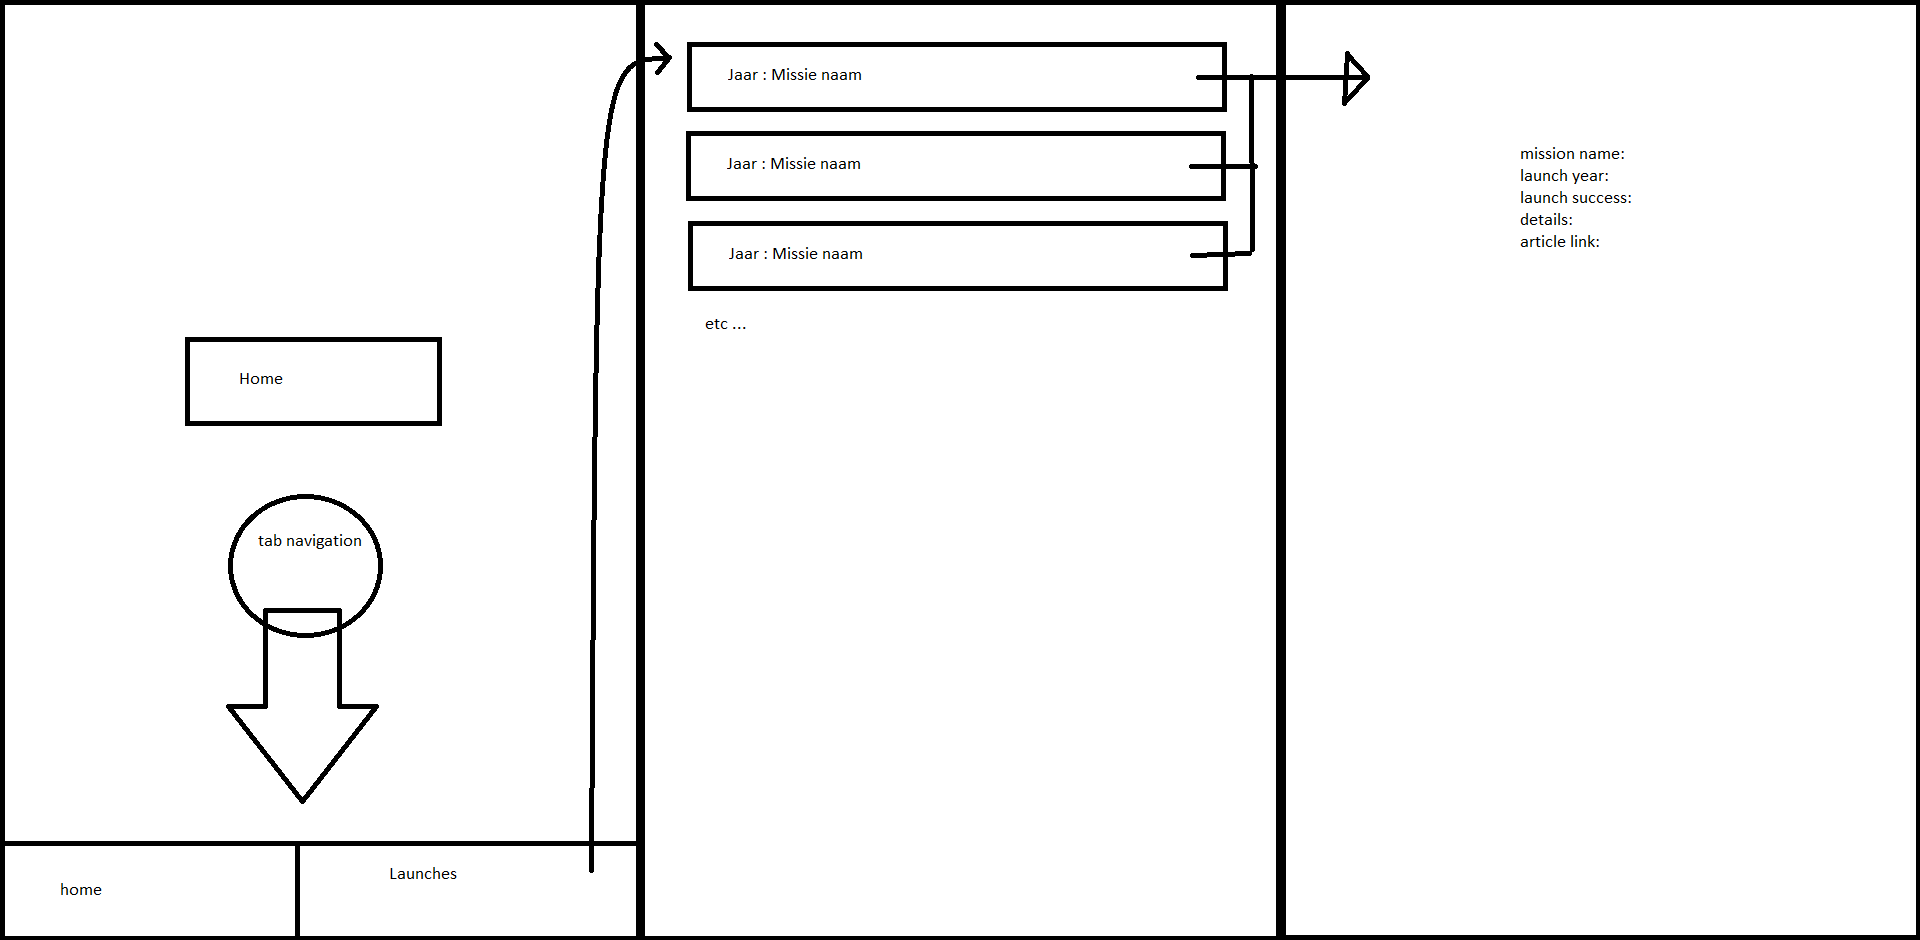 Home
tab navigation
home
Launches
Jaar : Missie naam
Jaar : Missie naam
Jaar : Missie naam
etc ...
mission name:
launch year:
launch success:
details:
article link: